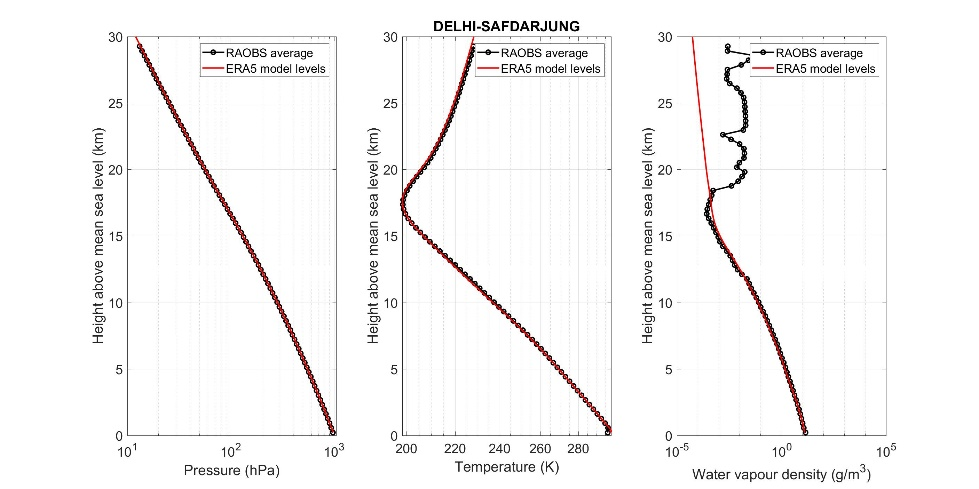 DELHI-SAFDARJUNG
30
25
20
15
10
5
0
Height above mean sea level (km)
RAOBS average
ERA5 model levels
10^1
10^2
10^3
Pressure (hPa)
30
25
20
15
10
5
0
Height above mean sea level (km)
RAOBS average
ERA5 model levels
200
220
240
260
280
Temperature (K)
30
25
20
15
10
5
0
Height above mean sea level (km)
RAOBS average
ERA5 model levels
10^-5
10^0
10^5
Water vapour density (g/m^3)